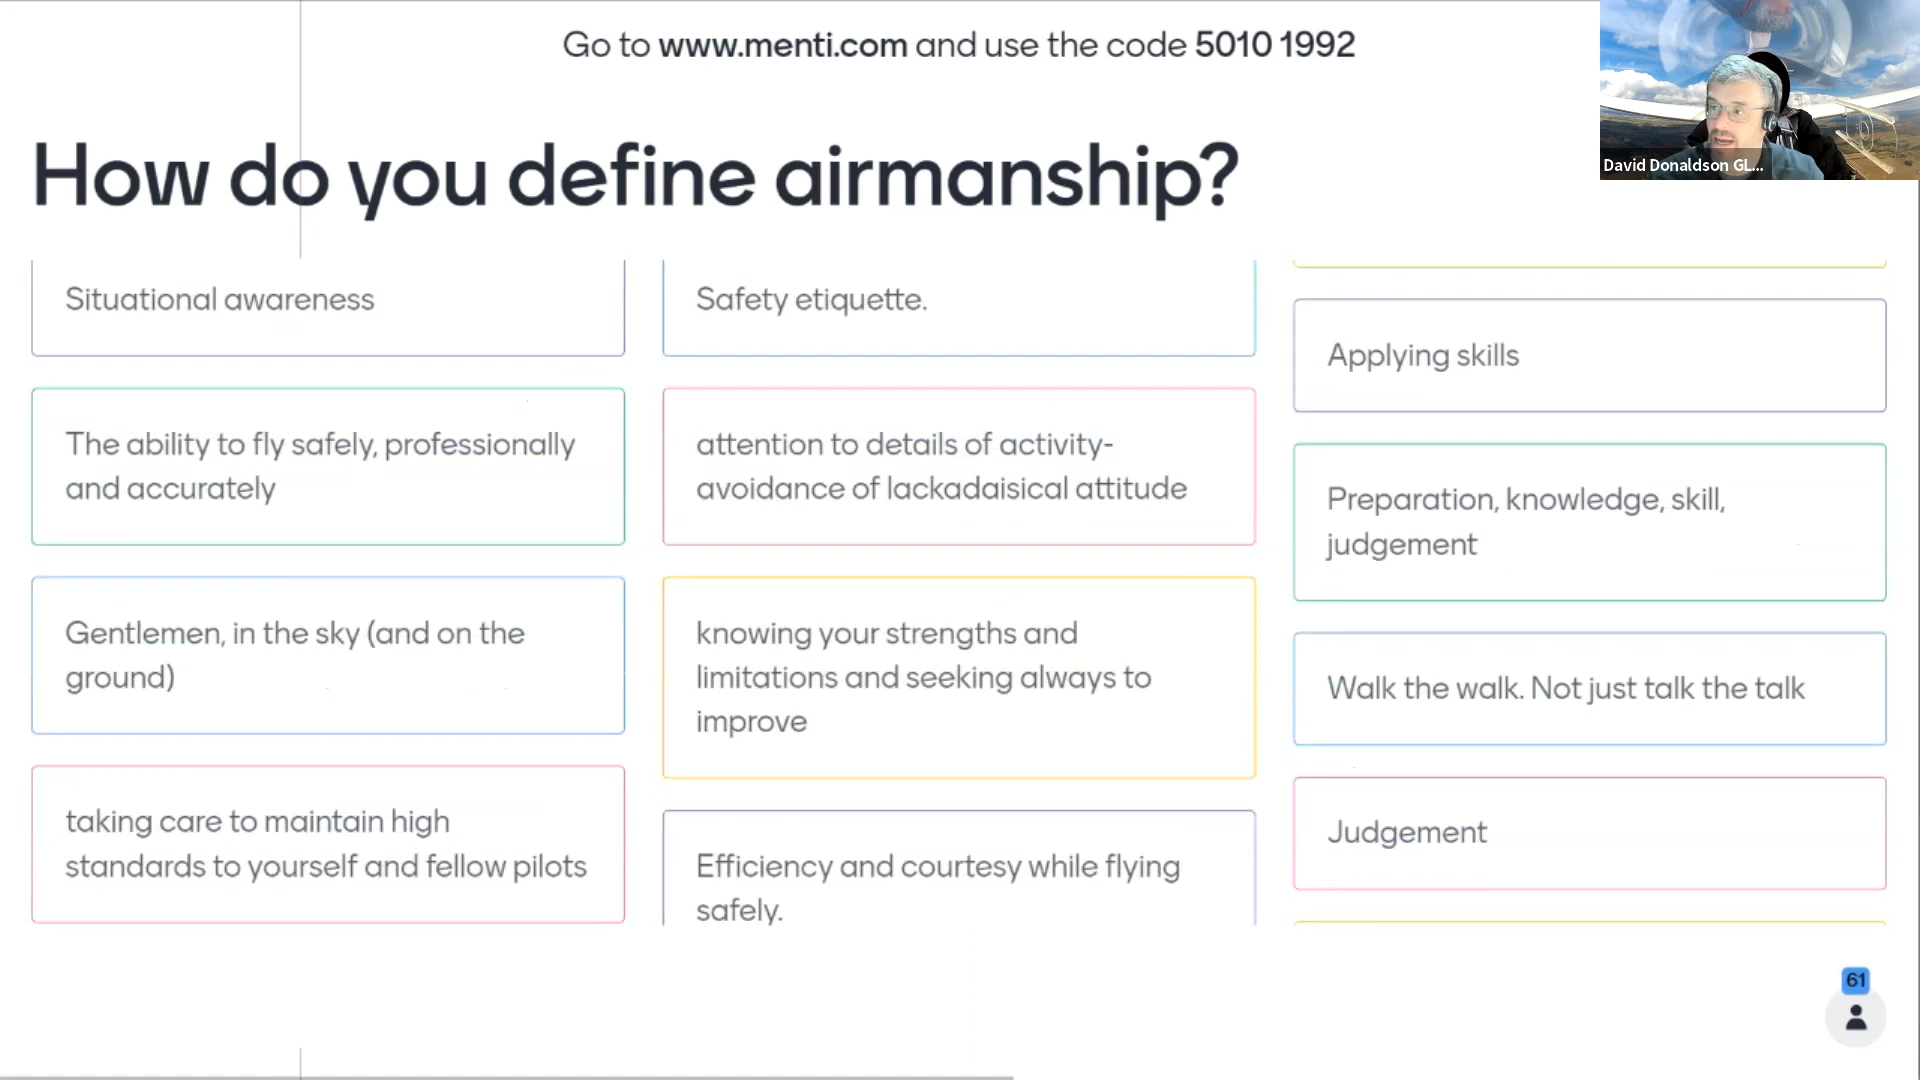 Go to www.menti.com and use the code 5010 1992
David Donaldson GL...
How do you define airmanship?
Situational awareness
The ability to fly safely, professionally
and accurately
Gentlemen, in the sky (and on the
ground)
taking care to maintain high
standards to yourself and fellow pilots
Safety etiquette.
attention to details of activity-
avoidance of lackadaisical attitude
knowing your strengths and
limitations and seeking always to
improve
Efficiency and courtesy while flying
safely.
Applying skills
Preparation, knowledge, skill,
judgement
Walk the walk. Not just talk the talk
Judgement
61